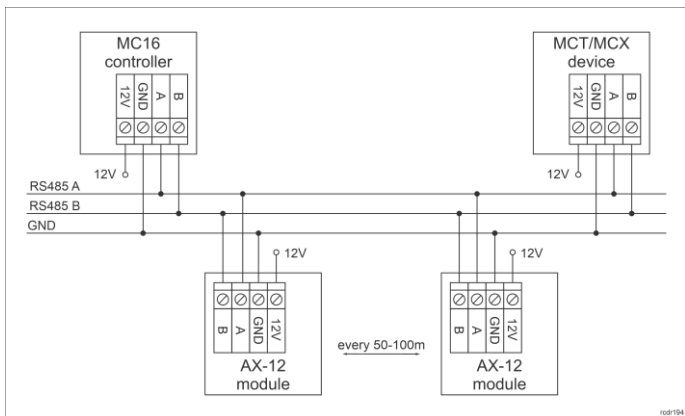 MC16
controller
12V
GND
A
B
12V
MCT/MCX
device
12V
GND
A
B
12V
RS485 A
RS485 B
GND
12V
B
A
GND
12V
AX-12
module
every 50-100m
12V
B
A
GND
12V
AX-12
module
rcdr194